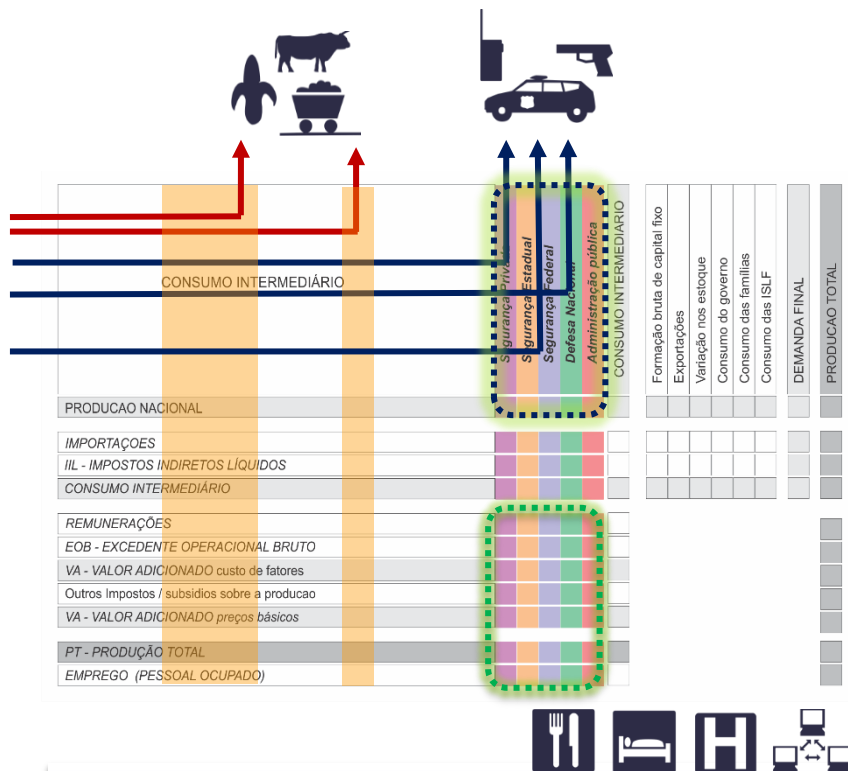 CONSUMO INTERMEDIÁRIO
Segurança Privada
Segurança Estadual
Segurança Federal
Defesa Nacional
Administração pública
CONSUMO INTERMEDIARIO
Formação bruta de capital fixo
Exportações
Variação nos estoque
Consumo do governo
Consumo das famílias
Consumo das ISLF
DEMANDA FINAL
PRODUCAO TOTAL
PRODUCAO NACIONAL
IMPORTAÇOES
IIL - IMPOSTOS INDIRETOS LÍQUIDOS
CONSUMO INTERMEDIÁRIO
REMUNERAÇÕES
EOB - EXCEDENTE OPERACIONAL BRUTO
VA - VALOR ADICIONADO custo de fatores
Outros Impostos / subsidios sobre a producao
VA - VALOR ADICIONADO preços básicos
PT - PRODUÇÃO TOTAL
EMPREGO (PESSOAL OCUPADO)
H